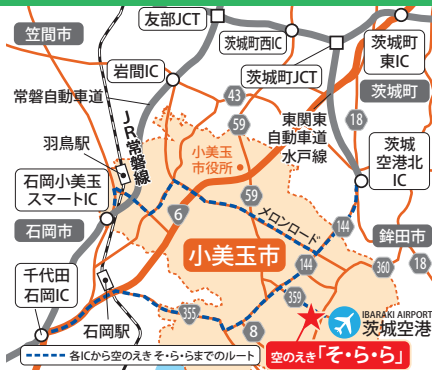 友部JCT
笠間市
茨城町西IC
茨城町
東IC
岩間IC
茨城町JCT
茨城町
常磐自動車道
43
JR常磐線
59
東関東
自動車道
水戸線
18
羽鳥駅
小美玉
市役所
茨城
空港北
IC
石岡小美玉
スマートIC
6
59
メロンロード
144
石岡市
小美玉市
鉾田市
144
360
18
千代田
石岡IC
359
石岡駅
355
8
IBARAKI AIRPORT
茨城空港
各ICから空のえき そ・ら・らまでのルート
空のえき「そ・ら・ら」